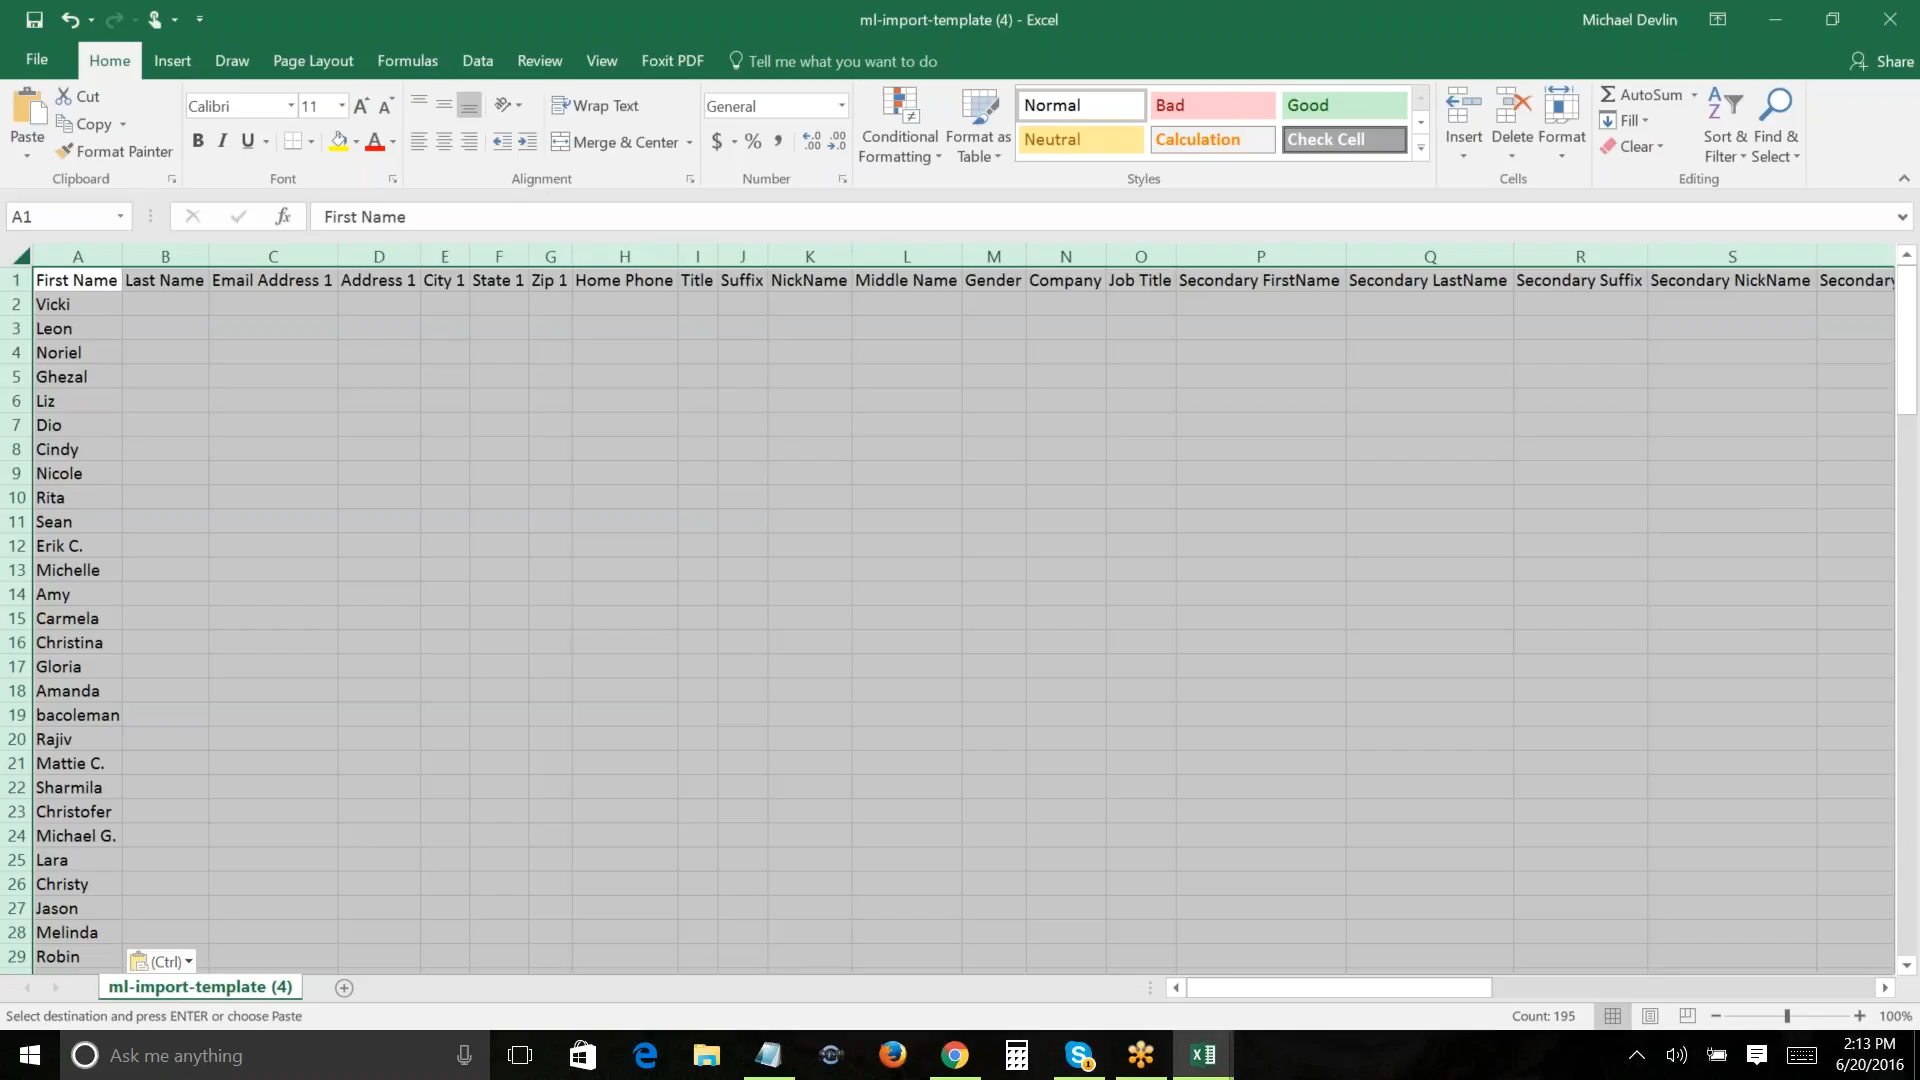 ml-import-template (4) - Excel
Michael Devlin
File Home Insert Draw Page Layout Formulas Data Review View Foxit PDF Tell me what you want to do Share
Paste
Cut
Copy
Format Painter
Clipboard
Calibri 11
B I U
Font
Wrap Text
Merge & Center
Alignment
General
$ % ,
Number
Conditional Formatting
Format as Table
Normal Bad Good
Neutral Calculation Check Cell
Styles
Insert Delete Format
Cells
AutoSum
Fill
Clear
Sort & Filter
Find & Select
Editing
A1 fx First Name
A B C D E F G H I J K L M N O P Q R S
1 First Name Last Name Email Address 1 Address 1 City 1 State 1 Zip 1 Home Phone Title Suffix NickName Middle Name Gender Company Job Title Secondary FirstName Secondary LastName Secondary Suffix Secondary NickName Secondary
2 Vicki
3 Leon
4 Noriel
5 Ghezal
6 Liz
7 Dio
8 Cindy
9 Nicole
10 Rita
11 Sean
12 Erik C.
13 Michelle
14 Amy
15 Carmela
16 Christina
17 Gloria
18 Amanda
19 bacoleman
20 Rajiv
21 Mattie C.
22 Sharmila
23 Christofer
24 Michael G.
25 Lara
26 Christy
27 Jason
28 Melinda
29 Robin
(Ctrl)
ml-import-template (4)
Select destination and press ENTER or choose Paste
Count: 195
100%
Ask me anything
2:13 PM
6/20/2016